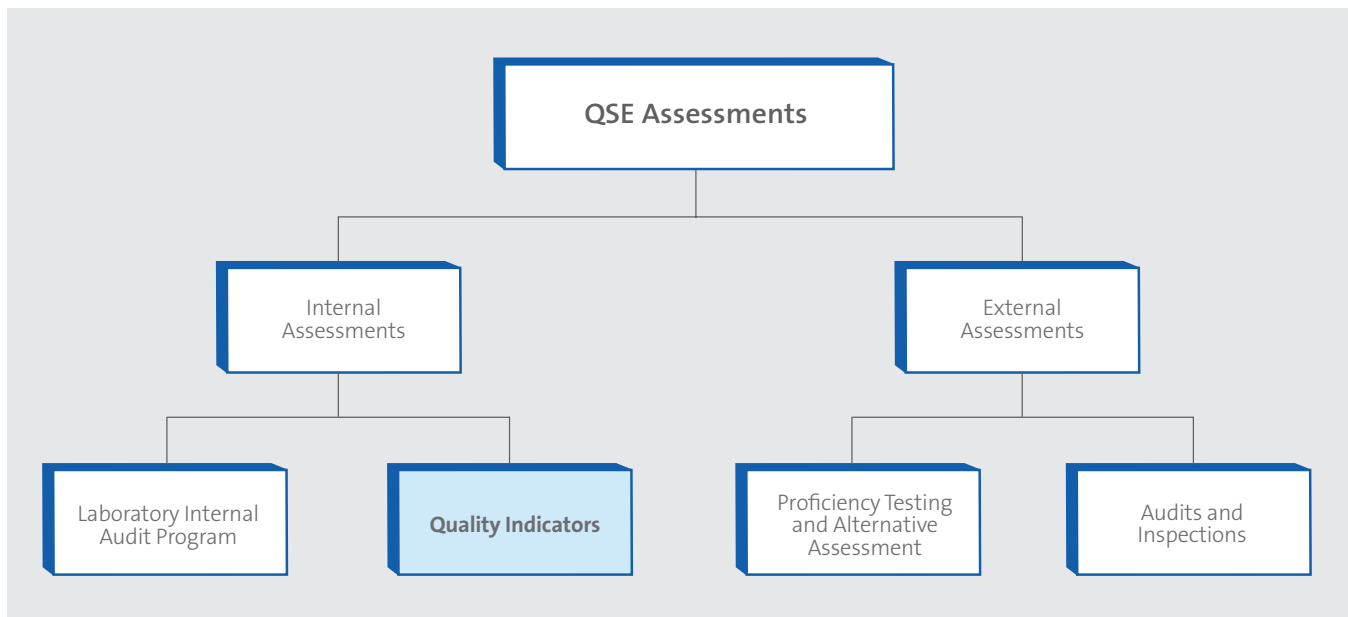 QSE Assessments
Internal
Assessments
External
Assessments
Laboratory Internal
Audit Program
Quality Indicators
Proficiency Testing
and Alternative
Assessment
Audits and
Inspections